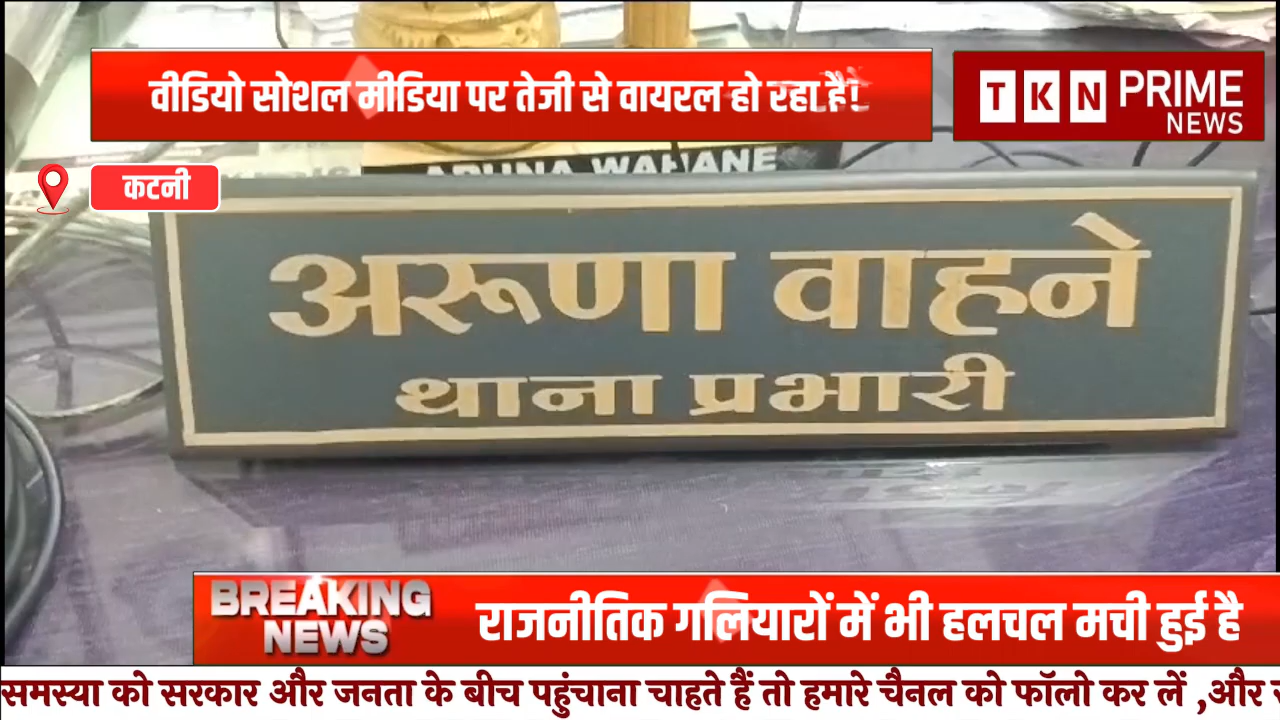 वीडियो सोशल मीडिया पर तेजी से वायरल हो रहा है!
TKN PRIME
NEWS
कटनी
ARUNA WAHANE
अरूणा वाहने
थाना प्रभारी
BREAKING
NEWS
राजनीतिक गलियारों में भी हलचल मची हुई है
समस्या को सरकार और जनता के बीच पहुंचाना चाहते हैं तो हमारे चैनल को फॉलो कर लें ,और